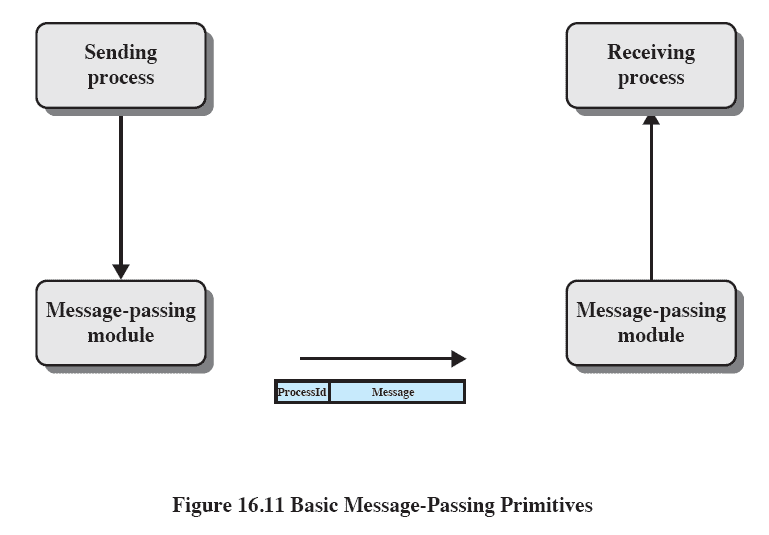 Sending
process
Receiving
process
Message-passing
module
Message-passing
module
ProcessId
Message
Figure 16.11 Basic Message-Passing Primitives